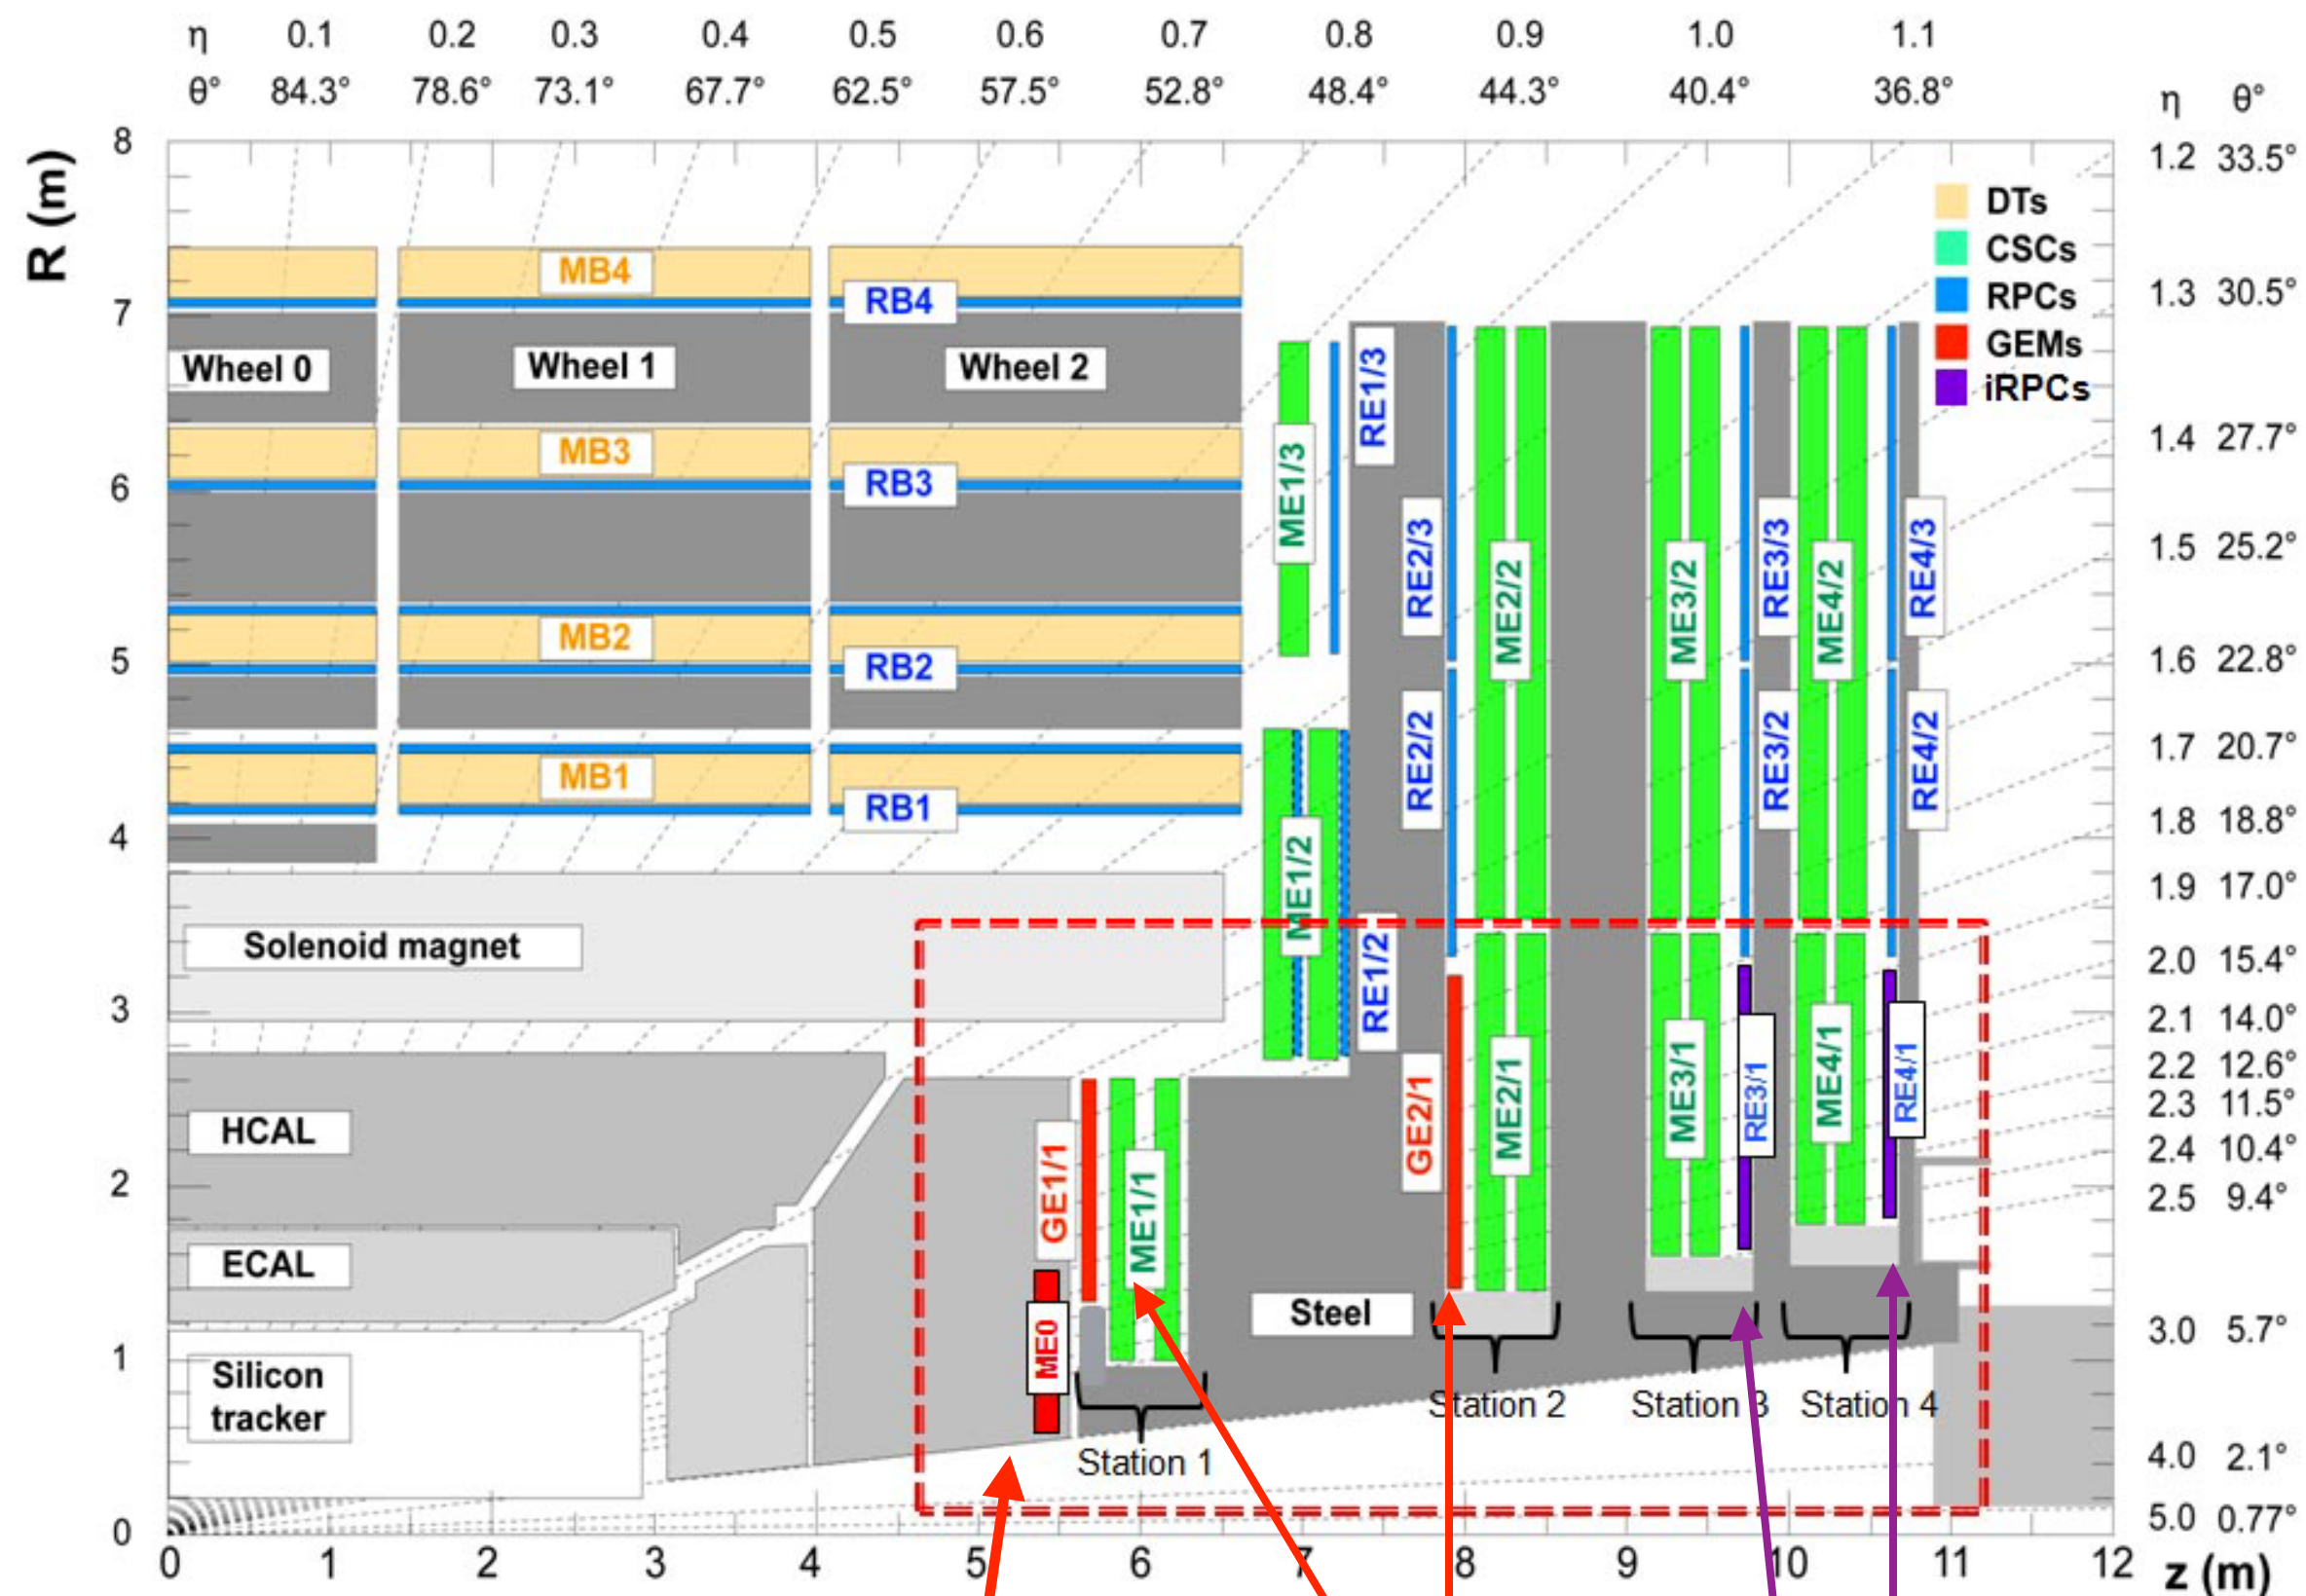 η 0.1 0.2 0.3 0.4 0.5 0.6 0.7 0.8 0.9 1.0 1.1
θ° 84.3° 78.6° 73.1° 67.7° 62.5° 57.5° 52.8° 48.4° 44.3° 40.4° 36.8° η θ°
R (m)
8
7
6
5
4
3
2
1
0
1.2 33.5°
1.3 30.5°
1.4 27.7°
1.5 25.2°
1.6 22.8°
1.7 20.7°
1.8 18.8°
1.9 17.0°
2.0 15.4°
2.1 14.0°
2.2 12.6°
2.3 11.5°
2.4 10.4°
2.5 9.4°
3.0 5.7°
4.0 2.1°
5.0 0.77°
DTs
CSCs
RPCs
GEMs
iRPCs
MB4
RB4
Wheel 0 Wheel 1 Wheel 2
MB3
RB3
MB2
RB2
MB1
RB1
Solenoid magnet
HCAL
ECAL
Silicon
tracker
ME1/3
RE1/3
ME1/2
RE1/2
RE2/3
RE2/2
ME2/2
ME3/2
RE3/3
RE3/2
ME4/2
RE4/3
RE4/2
GE1/1
ME1/1
ME0
GE2/1
ME2/1
ME3/1
RE3/1
ME4/1
RE4/1
Steel
Station 1
Station 2
Station 3
Station 4
0 1 2 3 4 5 6 7 8 9 10 11 12 z (m)